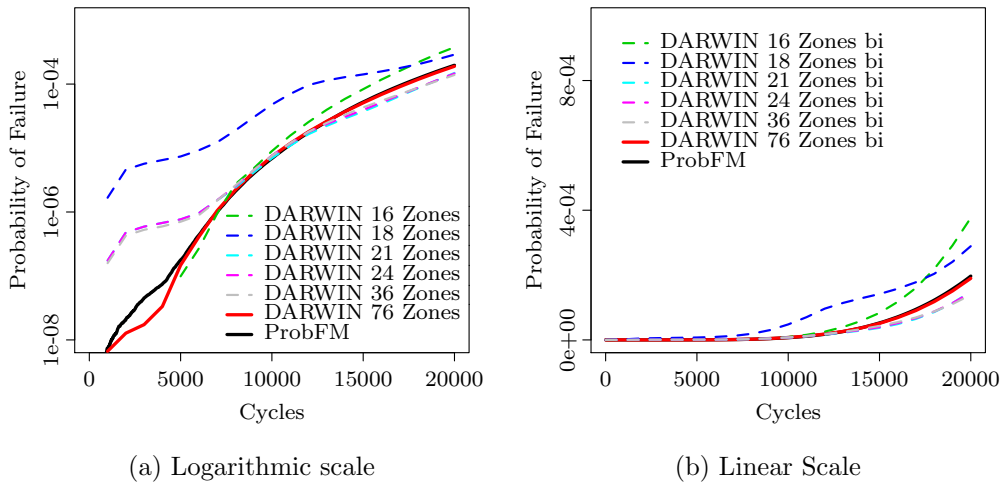 Probability of Failure
1e-04
1e-06
1e-08
DARWIN 16 Zones
DARWIN 18 Zones
DARWIN 21 Zones
DARWIN 24 Zones
DARWIN 36 Zones
DARWIN 76 Zones
ProbFM
0 5000 10000 15000 20000
Cycles
(a) Logarithmic scale
Probability of Failure
8e-04
4e-04
0e+00
DARWIN 16 Zones bi
DARWIN 18 Zones bi
DARWIN 21 Zones bi
DARWIN 24 Zones bi
DARWIN 36 Zones bi
DARWIN 76 Zones bi
ProbFM
0 5000 10000 15000 20000
Cycles
(b) Linear Scale